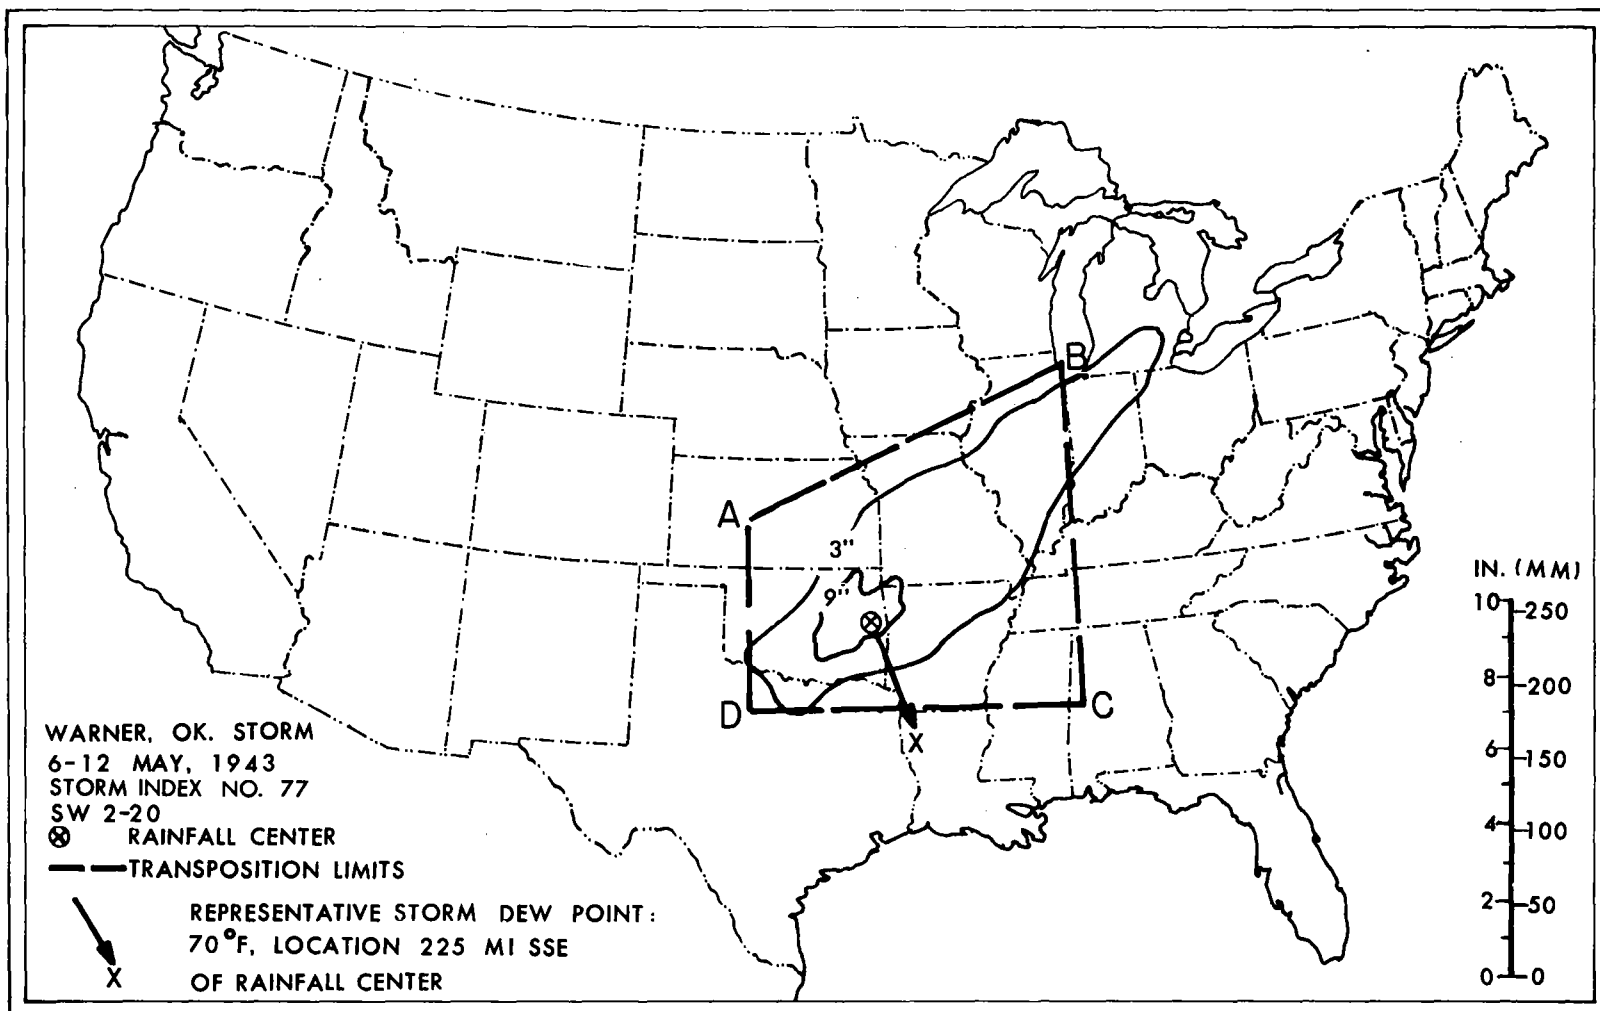 B
A
3"
9"
IN. (MM)
10 250
8 200
6 150
4 100
2 50
0 0
D
C
X
WARNER, OK. STORM
6-12 MAY, 1943
STORM INDEX NO. 77
SW 2-20
RAINFALL CENTER
TRANSPOSITION LIMITS
REPRESENTATIVE STORM DEW POINT:
70°F, LOCATION 225 MI SSE
X OF RAINFALL CENTER